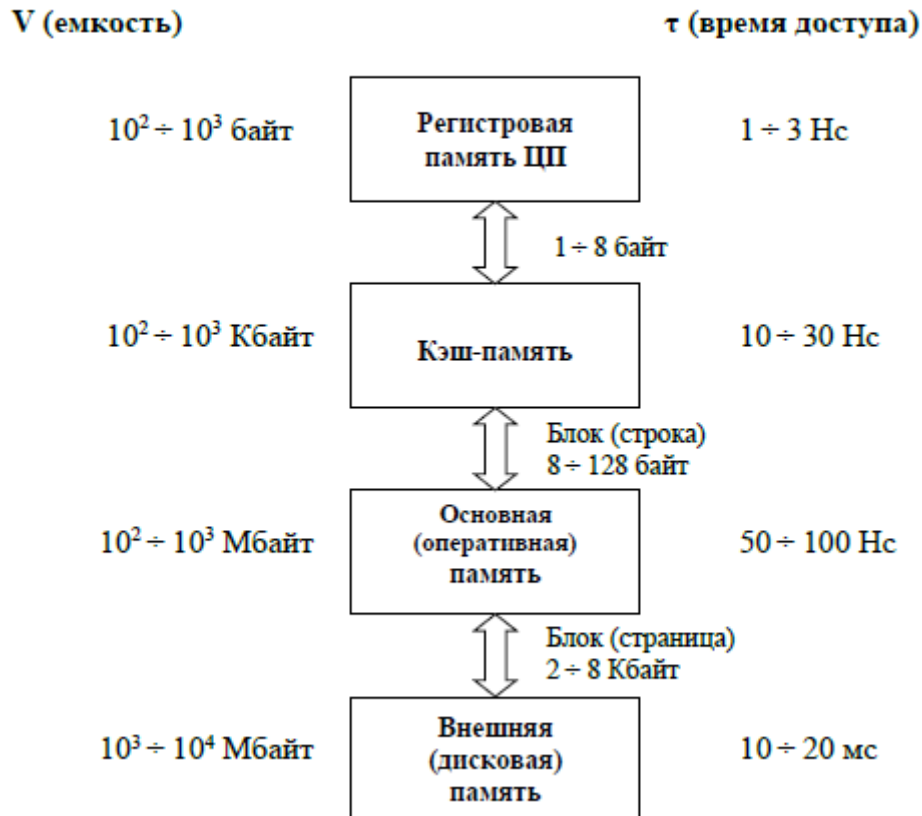 V (емкость)
τ (время доступа)
10² ÷ 10³ байт
Регистровая
память ЦП
1 ÷ 3 Нс
1 ÷ 8 байт
10² ÷ 10³ Кбайт
Кэш-память
10 ÷ 30 Нс
Блок (строка)
8 ÷ 128 байт
10² ÷ 10³ Мбайт
Основная
(оперативная)
память
50 ÷ 100 Нс
Блок (страница)
2 ÷ 8 Кбайт
10³ ÷ 10⁴ Мбайт
Внешняя
(дисковая)
память
10 ÷ 20 мс